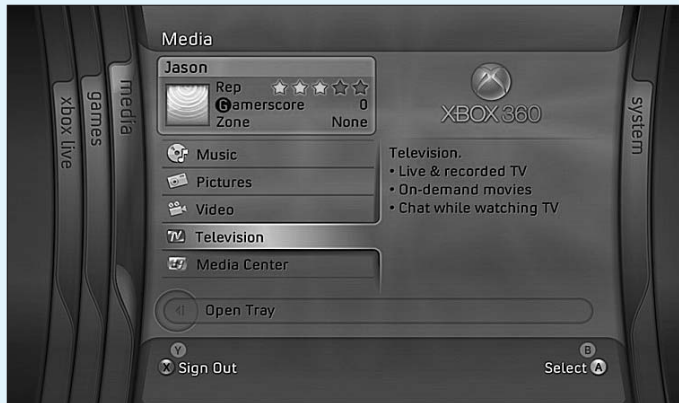 Media
xbox live
games
media
system
Jason
Rep
Gamerscore 0
Zone None
XBOX 360
Music
Pictures
Video
TV Television
Media Center
Television.
• Live & recorded TV
• On-demand movies
• Chat while watching TV
Open Tray
Y
X Sign Out
B
Select A